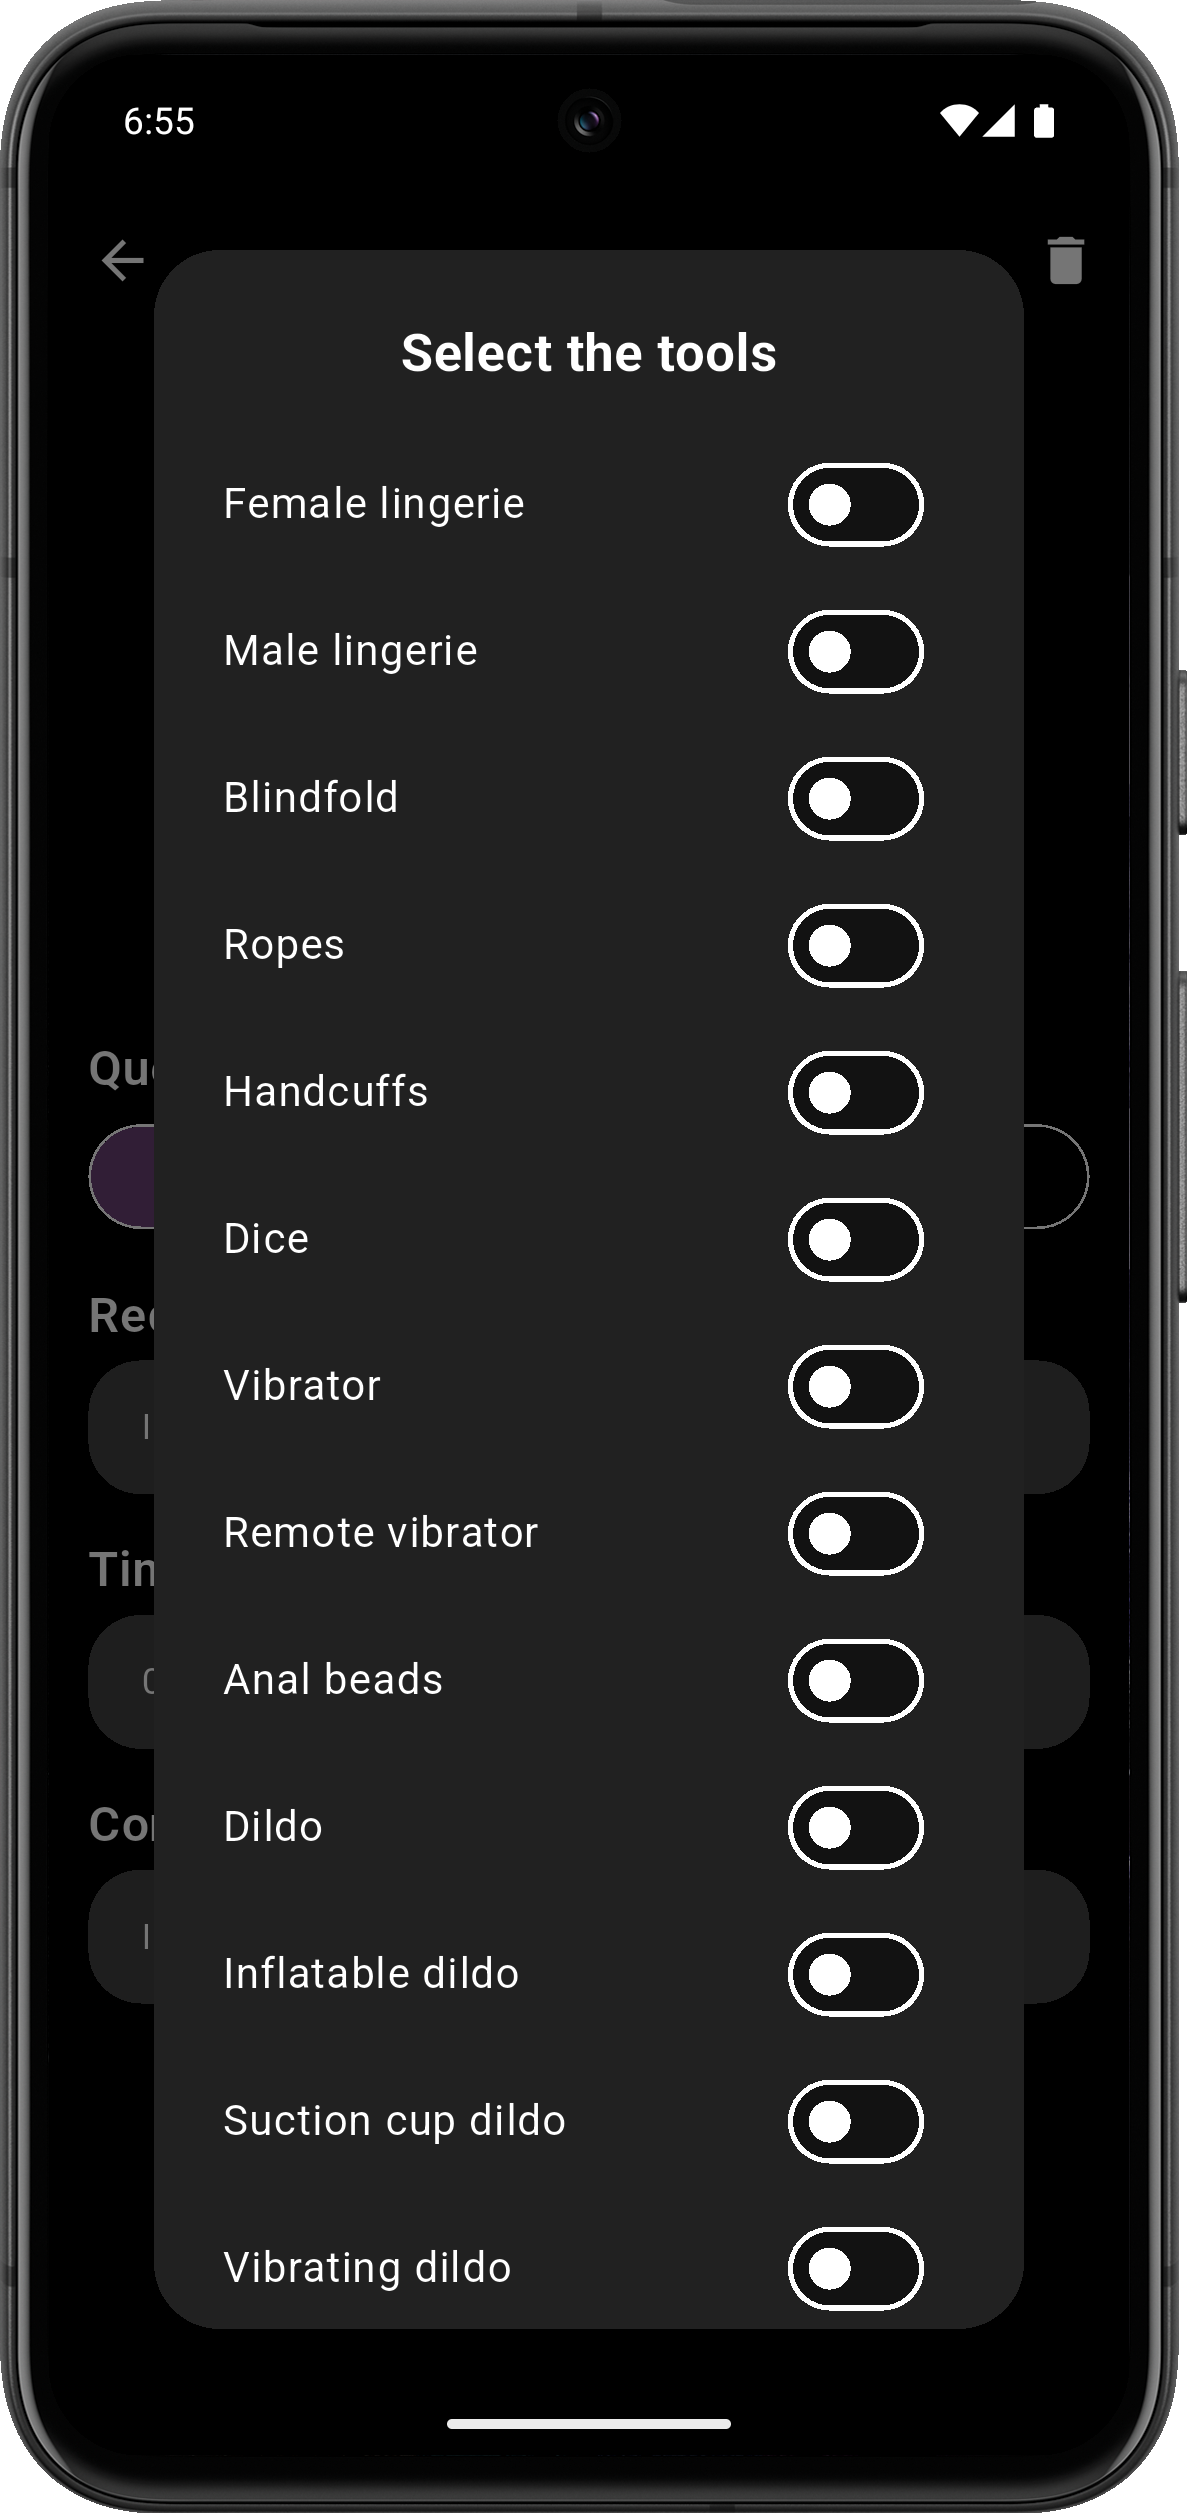 6:55
Select the tools
Female lingerie
Male lingerie
Blindfold
Ropes
Handcuffs
Dice
Vibrator
Remote vibrator
Anal beads
Dildo
Inflatable dildo
Suction cup dildo
Vibrating dildo